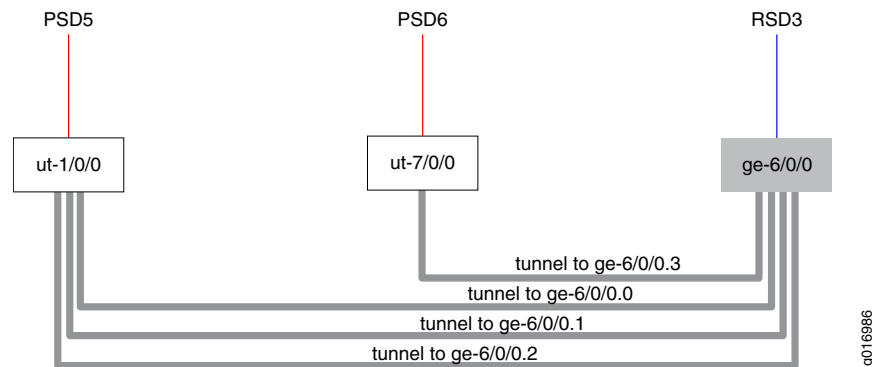 PSD5
PSD6
RSD3
ut-1/0/0
ut-7/0/0
ge-6/0/0
tunnel to ge-6/0/0.3
tunnel to ge-6/0/0.0
tunnel to ge-6/0/0.1
tunnel to ge-6/0/0.2
g016986